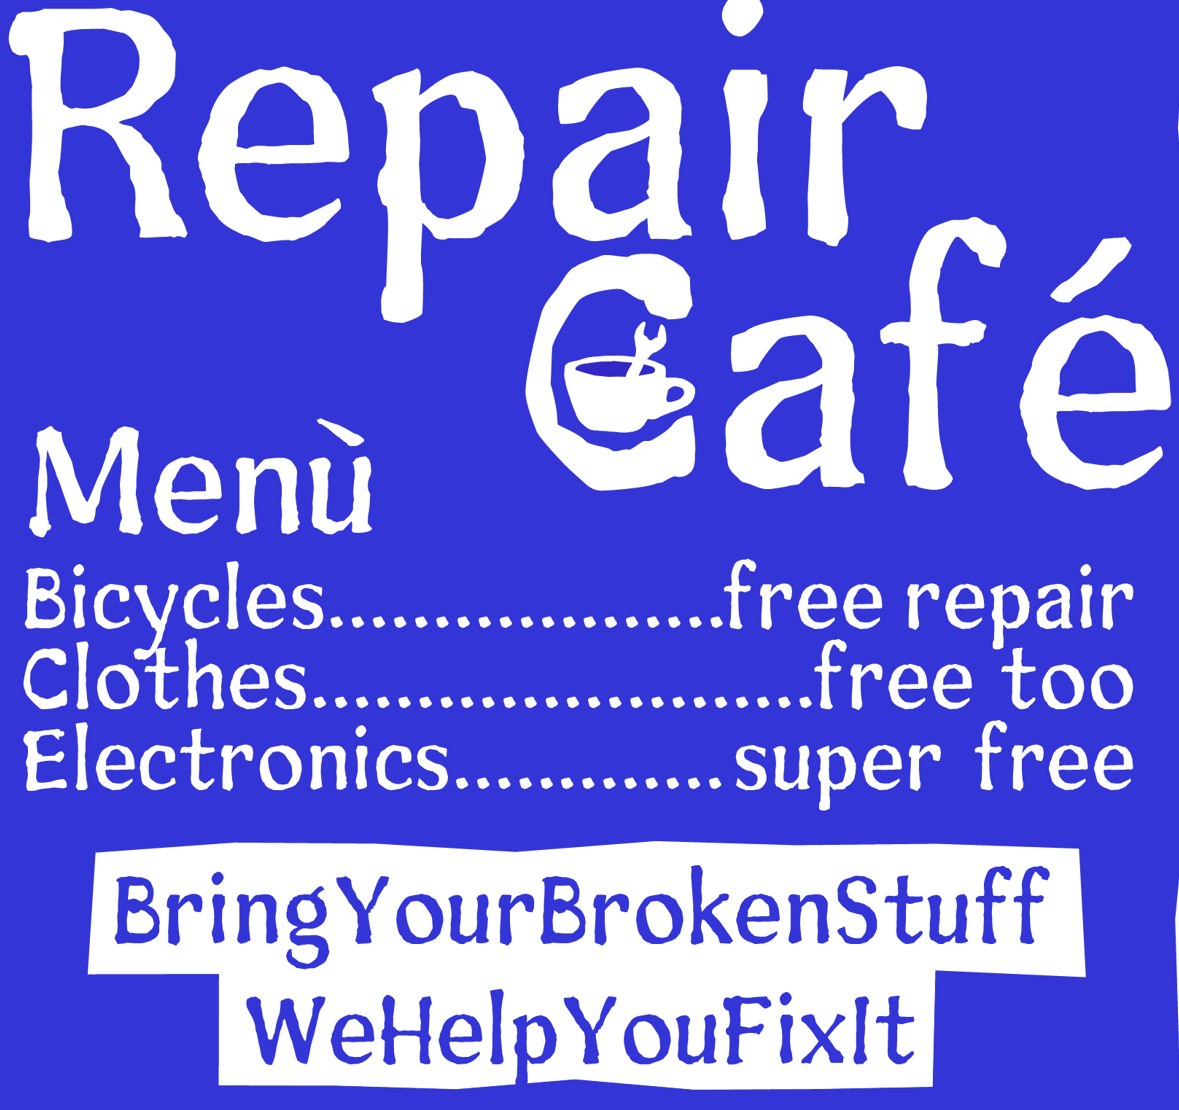 Repair
Café
Menù
Bicycles...................free repair
Clothes........................free too
Electronics.............super free
BringYourBrokenStuff
WeHelpYouFixIt